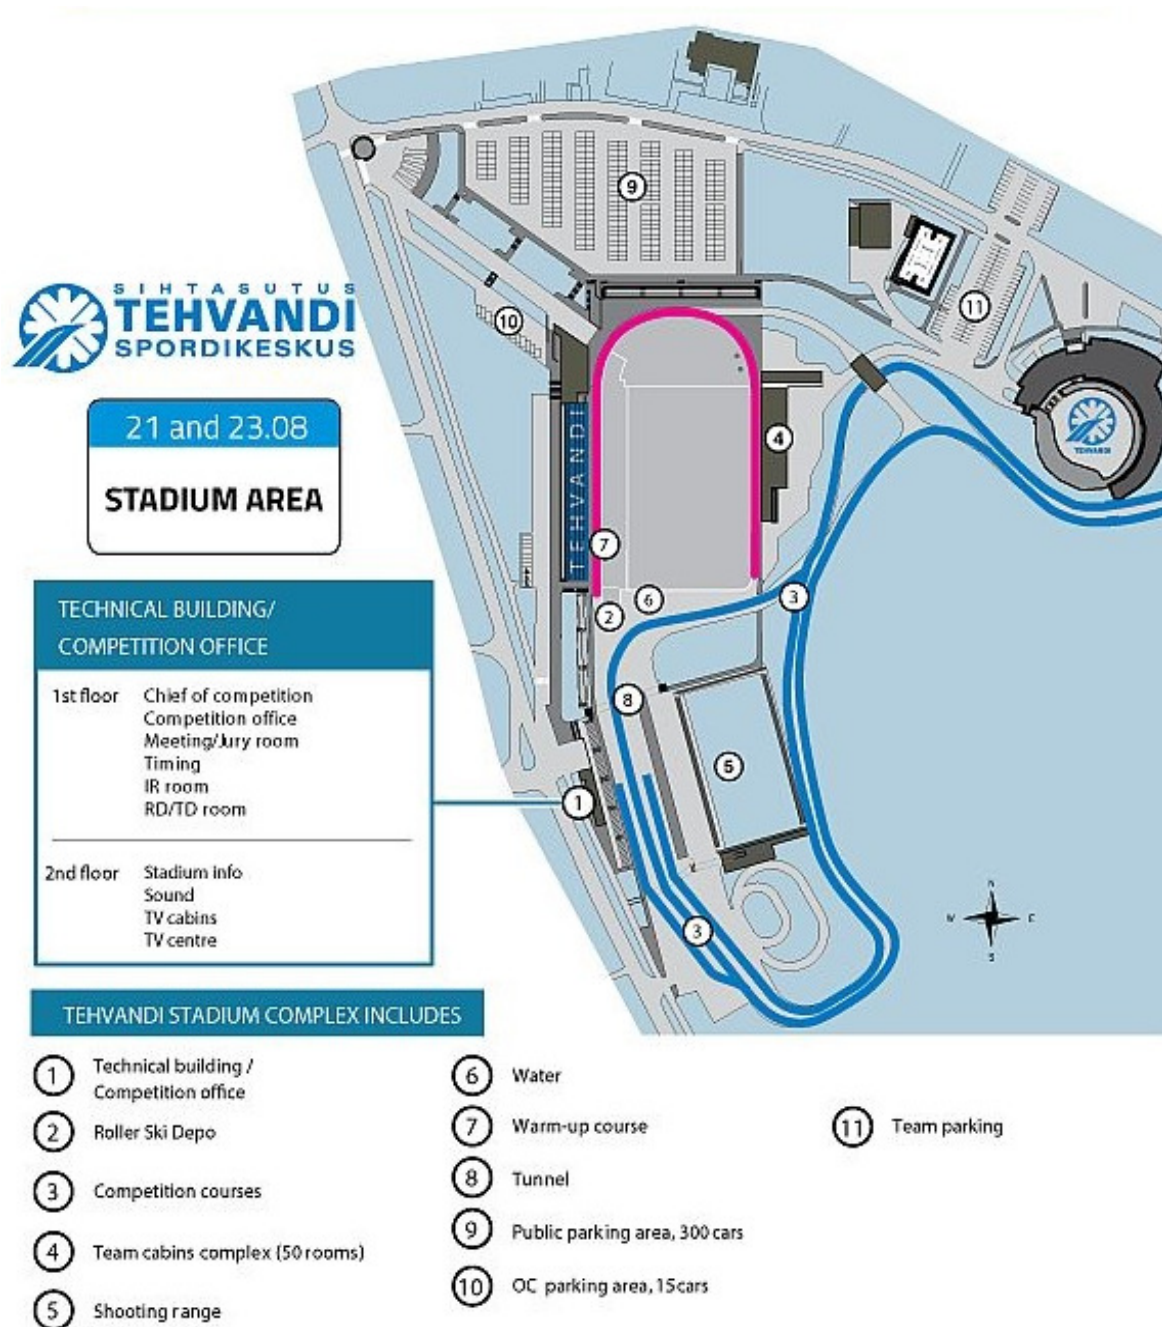 SIHTASUTUS
TEHVANDI
SPORDIKESKUS
21 and 23.08
STADIUM AREA
TECHNICAL BUILDING/
COMPETITION OFFICE
1st floor Chief of competition
Competition office
Meeting/Jury room
Timing
IR room
RD/TD room
2nd floor Stadium info
Sound
TV cabins
TV centre
9
10
11
TEHVANDI
4
TEHVANDI
7
6
2
3
8
5
1
3
N
W E
S
TEHVANDI STADIUM COMPLEX INCLUDES
1 Technical building /
Competition office
2 Roller Ski Depo
3 Competition courses
4 Team cabins complex (50 rooms)
5 Shooting range
6 Water
7 Warm-up course
8 Tunnel
9 Public parking area, 300 cars
10 OC parking area, 15cars
11 Team parking